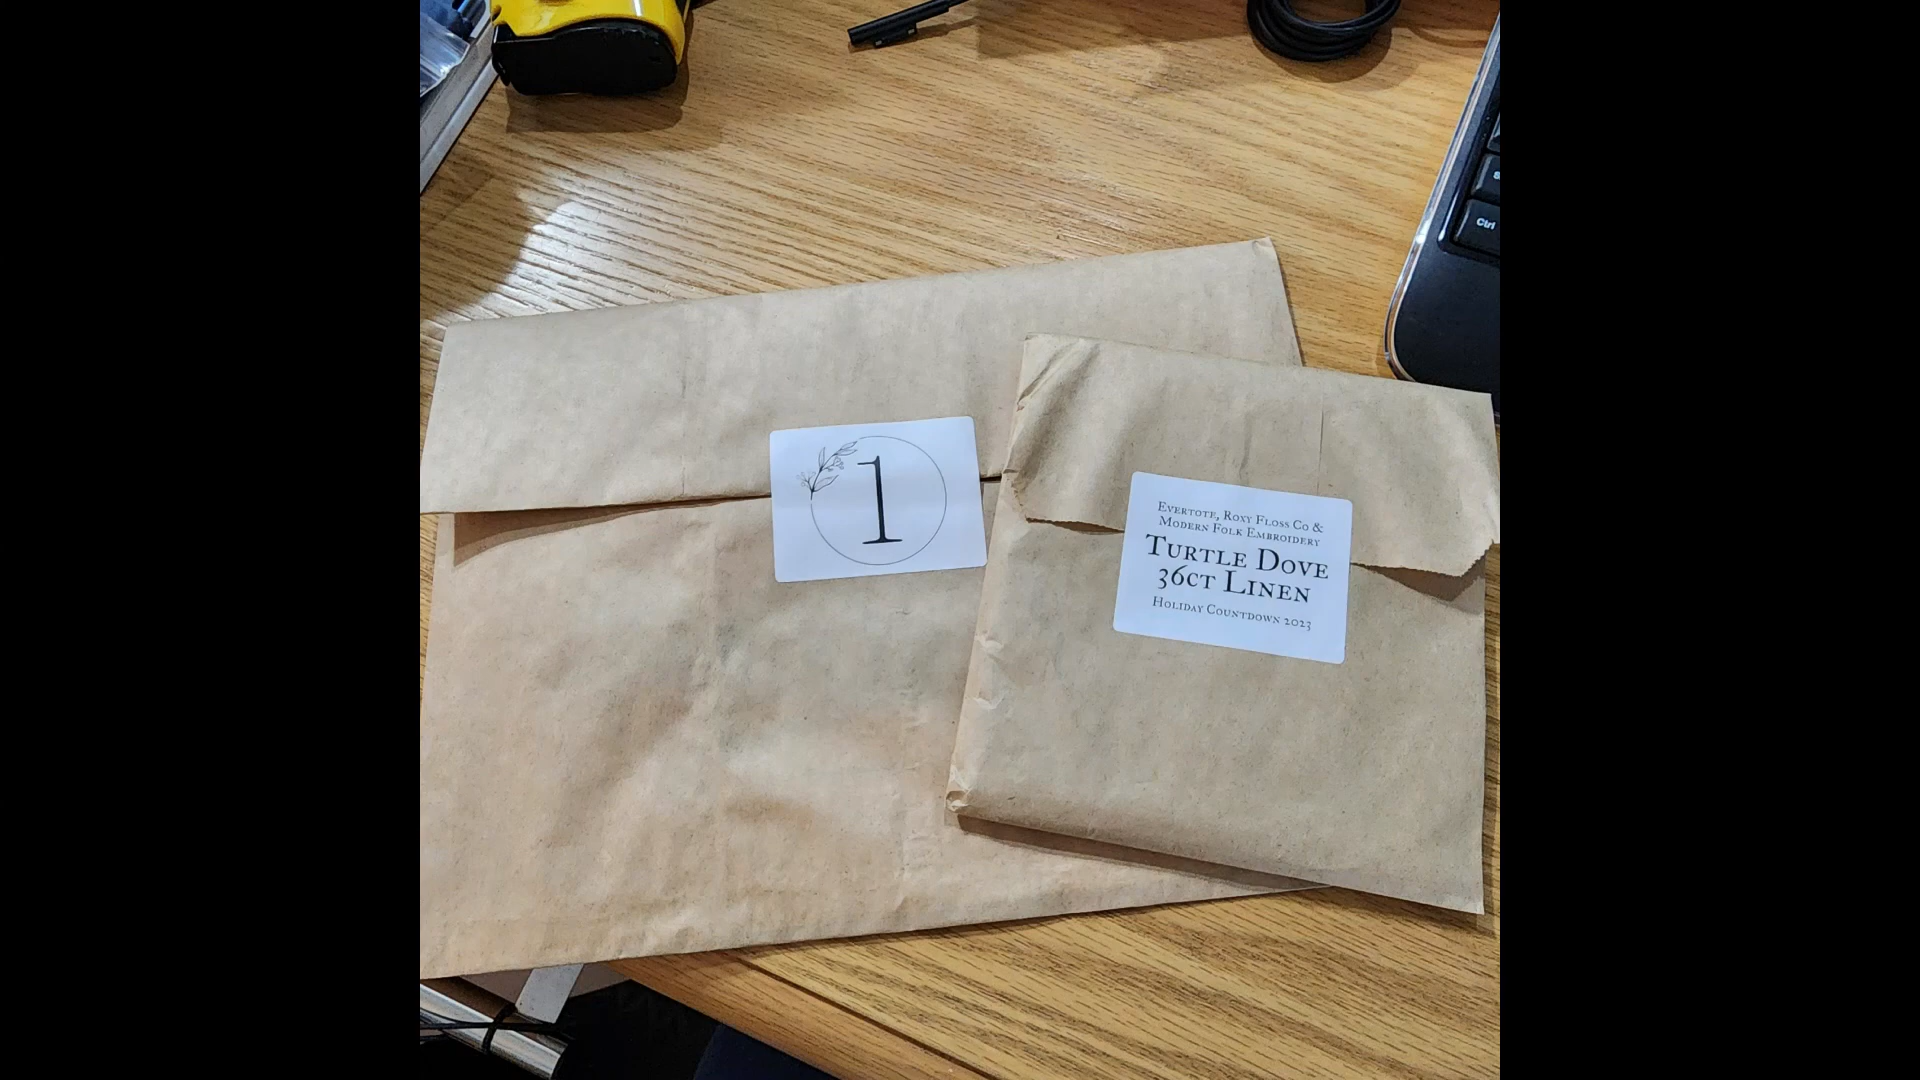 1
Evertote, Roxy Floss Co &
Modern Folk Embroidery
Turtle Dove
36ct Linen
Holiday Countdown 2023
Ctrl